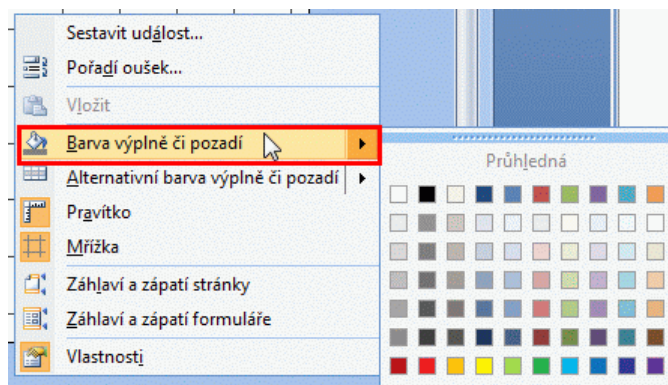 Sestavit událost...
Pořadí oušek...
Vložit
Barva výplně či pozadí
Alternativní barva výplně či pozadí
Pravítko
Mřížka
Záhlaví a zápatí stránky
Záhlaví a zápatí formuláře
Vlastnosti
Průhledná